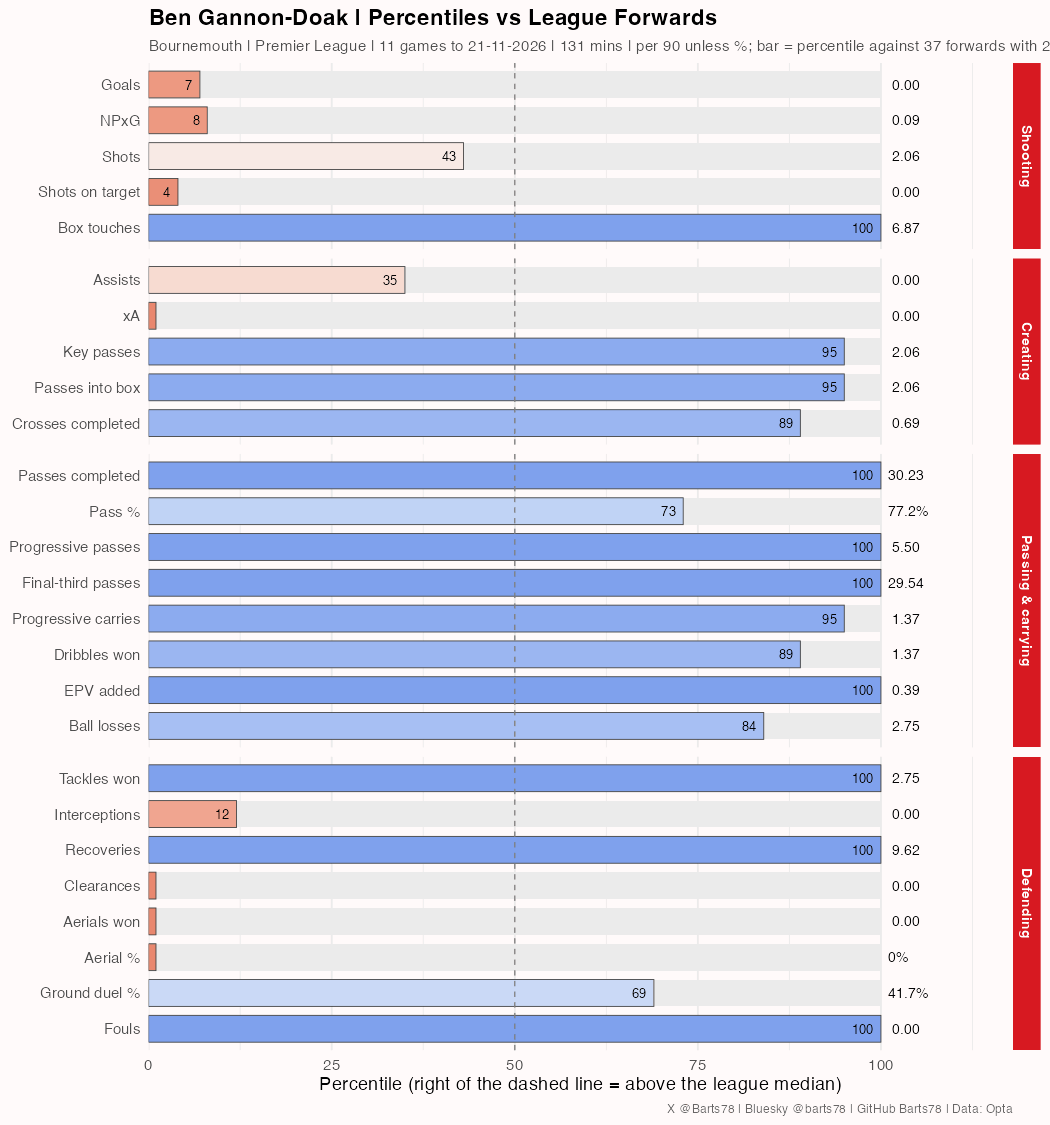 Ben Gannon-Doak | Percentiles vs League Forwards
Bournemouth | Premier League | 11 games to 21-11-2026 | 131 mins | per 90 unless %; bar = percentile against 37 forwards with 2
Goals 7 0.00
NPxG 8 0.09
Shots 43 2.06
Shots on target 4 0.00
Box touches 100 6.87
Shooting
Assists 35 0.00
xA 0.00
Key passes 95 2.06
Passes into box 95 2.06
Crosses completed 89 0.69
Creating
Passes completed 100 30.23
Pass % 73 77.2%
Progressive passes 100 5.50
Final-third passes 100 29.54
Progressive carries 95 1.37
Dribbles won 89 1.37
EPV added 100 0.39
Ball losses 84 2.75
Passing & carrying
Tackles won 100 2.75
Interceptions 12 0.00
Recoveries 100 9.62
Clearances 0.00
Aerials won 0.00
Aerial % 0%
Ground duel % 69 41.7%
Fouls 100 0.00
Defending
0 25 50 75 100
Percentile (right of the dashed line = above the league median)
X @Barts78 | Bluesky @barts78 | GitHub Barts78 | Data: Opta